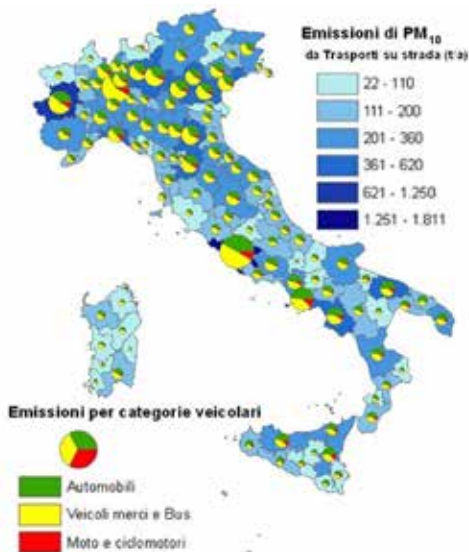 Emissioni di PM10
da Trasporti su strada (t/a)
22 - 110
111 - 200
201 - 360
361 - 620
621 - 1.250
1.251 - 1.811
Emissioni per categorie veicolari
Automobili
Veicoli merci e Bus
Moto e ciclomotori